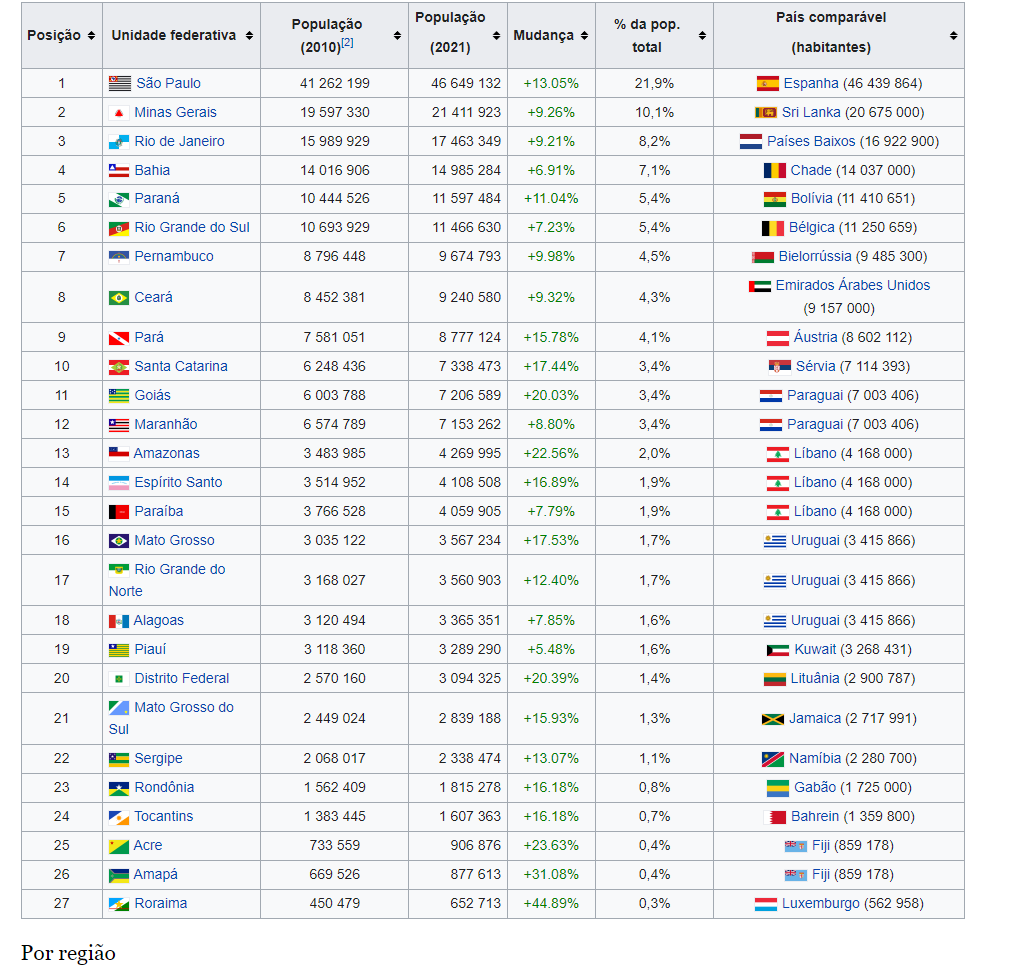 Posição Unidade federativa População (2010)[2] População (2021) Mudança % da pop. total País comparável (habitantes)
1 São Paulo 41 262 199 46 649 132 +13.05% 21,9% Espanha (46 439 864)
2 Minas Gerais 19 597 330 21 411 923 +9.26% 10,1% Sri Lanka (20 675 000)
3 Rio de Janeiro 15 989 929 17 463 349 +9.21% 8,2% Países Baixos (16 922 900)
4 Bahia 14 016 906 14 985 284 +6.91% 7,1% Chade (14 037 000)
5 Paraná 10 444 526 11 597 484 +11.04% 5,4% Bolívia (11 410 651)
6 Rio Grande do Sul 10 693 929 11 466 630 +7.23% 5,4% Bélgica (11 250 659)
7 Pernambuco 8 796 448 9 674 793 +9.98% 4,5% Bielorrússia (9 485 300)
8 Ceará 8 452 381 9 240 580 +9.32% 4,3% Emirados Árabes Unidos
(9 157 000)
9 Pará 7 581 051 8 777 124 +15.78% 4,1% Áustria (8 602 112)
10 Santa Catarina 6 248 436 7 338 473 +17.44% 3,4% Sérvia (7 114 393)
11 Goiás 6 003 788 7 206 589 +20.03% 3,4% Paraguai (7 003 406)
12 Maranhão 6 574 789 7 153 262 +8.80% 3,4% Paraguai (7 003 406)
13 Amazonas 3 483 985 4 269 995 +22.56% 2,0% Líbano (4 168 000)
14 Espírito Santo 3 514 952 4 108 508 +16.89% 1,9% Líbano (4 168 000)
15 Paraíba 3 766 528 4 059 905 +7.79% 1,9% Líbano (4 168 000)
16 Mato Grosso 3 035 122 3 567 234 +17.53% 1,7% Uruguai (3 415 866)
17 Rio Grande do
Norte 3 168 027 3 560 903 +12.40% 1,7% Uruguai (3 415 866)
18 Alagoas 3 120 494 3 365 351 +7.85% 1,6% Uruguai (3 415 866)
19 Piauí 3 118 360 3 289 290 +5.48% 1,6% Kuwait (3 268 431)
20 Distrito Federal 2 570 160 3 094 325 +20.39% 1,4% Lituânia (2 900 787)
21 Mato Grosso do
Sul 2 449 024 2 839 188 +15.93% 1,3% Jamaica (2 717 991)
22 Sergipe 2 068 017 2 338 474 +13.07% 1,1% Namíbia (2 280 700)
23 Rondônia 1 562 409 1 815 278 +16.18% 0,8% Gabão (1 725 000)
24 Tocantins 1 383 445 1 607 363 +16.18% 0,7% Bahrein (1 359 800)
25 Acre 733 559 906 876 +23.63% 0,4% Fiji (859 178)
26 Amapá 669 526 877 613 +31.08% 0,4% Fiji (859 178)
27 Roraima 450 479 652 713 +44.89% 0,3% Luxemburgo (562 958)
Por região